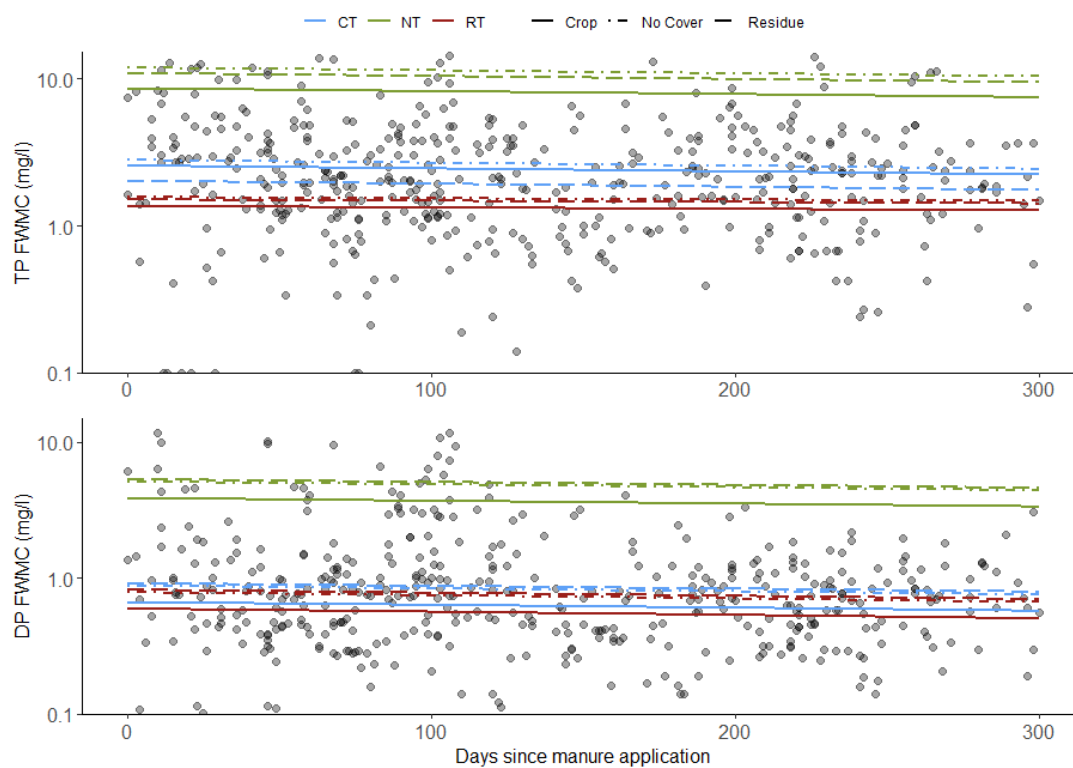 CT NT RT Crop No Cover Residue
TP FWMC (mg/l)
10.0
1.0
0.1
0 100 200 300
DP FWMC (mg/l)
10.0
1.0
0.1
0 100 200 300
Days since manure application